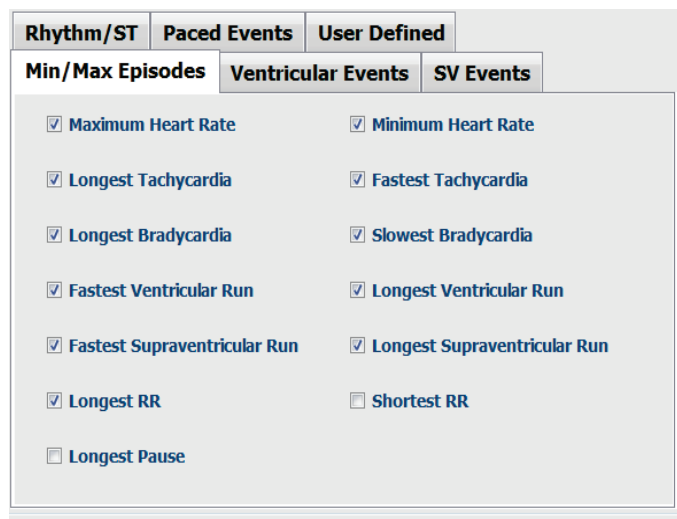 Rhythm/ST Paced Events User Defined
Min/Max Episodes Ventricular Events SV Events
Maximum Heart Rate Minimum Heart Rate
Longest Tachycardia Fastest Tachycardia
Longest Bradycardia Slowest Bradycardia
Fastest Ventricular Run Longest Ventricular Run
Fastest Supraventricular Run Longest Supraventricular Run
Longest RR Shortest RR
Longest Pause